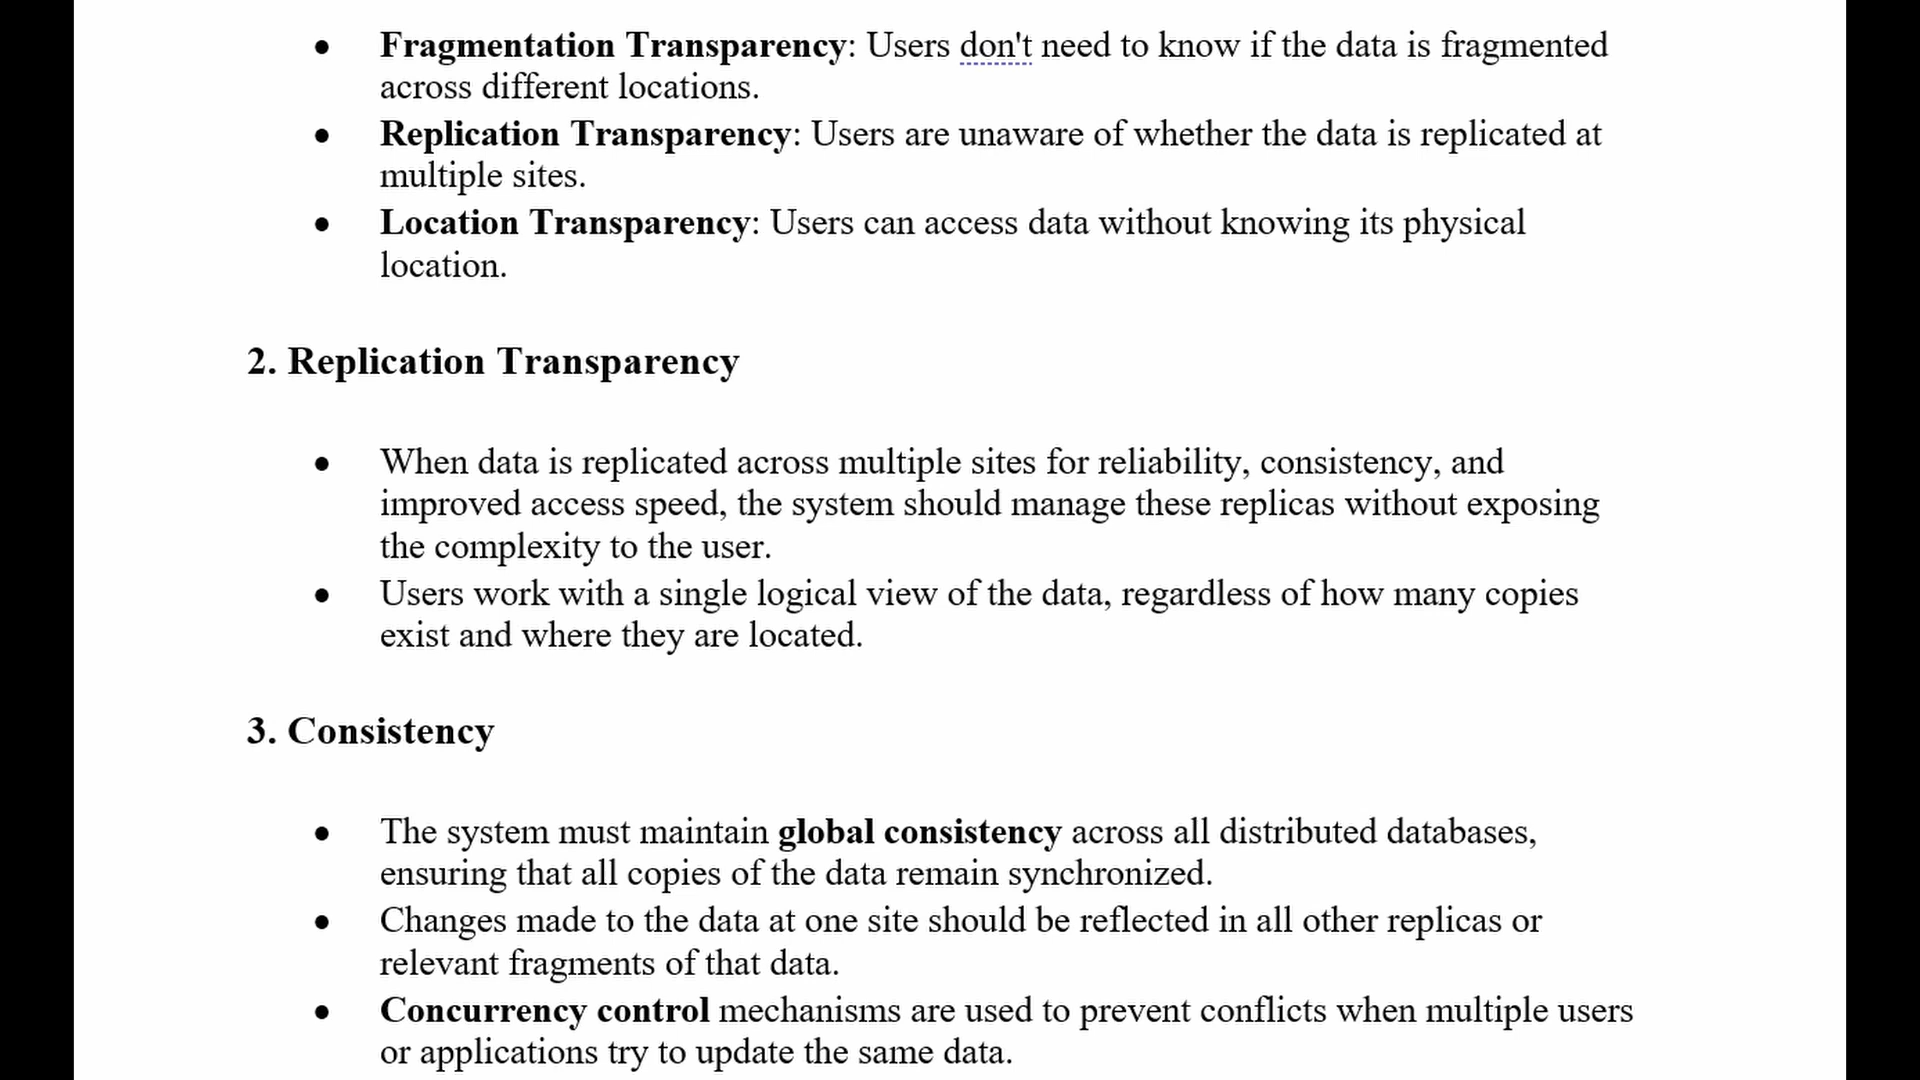 • Fragmentation Transparency: Users don't need to know if the data is fragmented
across different locations.
• Replication Transparency: Users are unaware of whether the data is replicated at
multiple sites.
• Location Transparency: Users can access data without knowing its physical
location.
2. Replication Transparency
• When data is replicated across multiple sites for reliability, consistency, and
improved access speed, the system should manage these replicas without exposing
the complexity to the user.
• Users work with a single logical view of the data, regardless of how many copies
exist and where they are located.
3. Consistency
• The system must maintain global consistency across all distributed databases,
ensuring that all copies of the data remain synchronized.
• Changes made to the data at one site should be reflected in all other replicas or
relevant fragments of that data.
• Concurrency control mechanisms are used to prevent conflicts when multiple users
or applications try to update the same data.